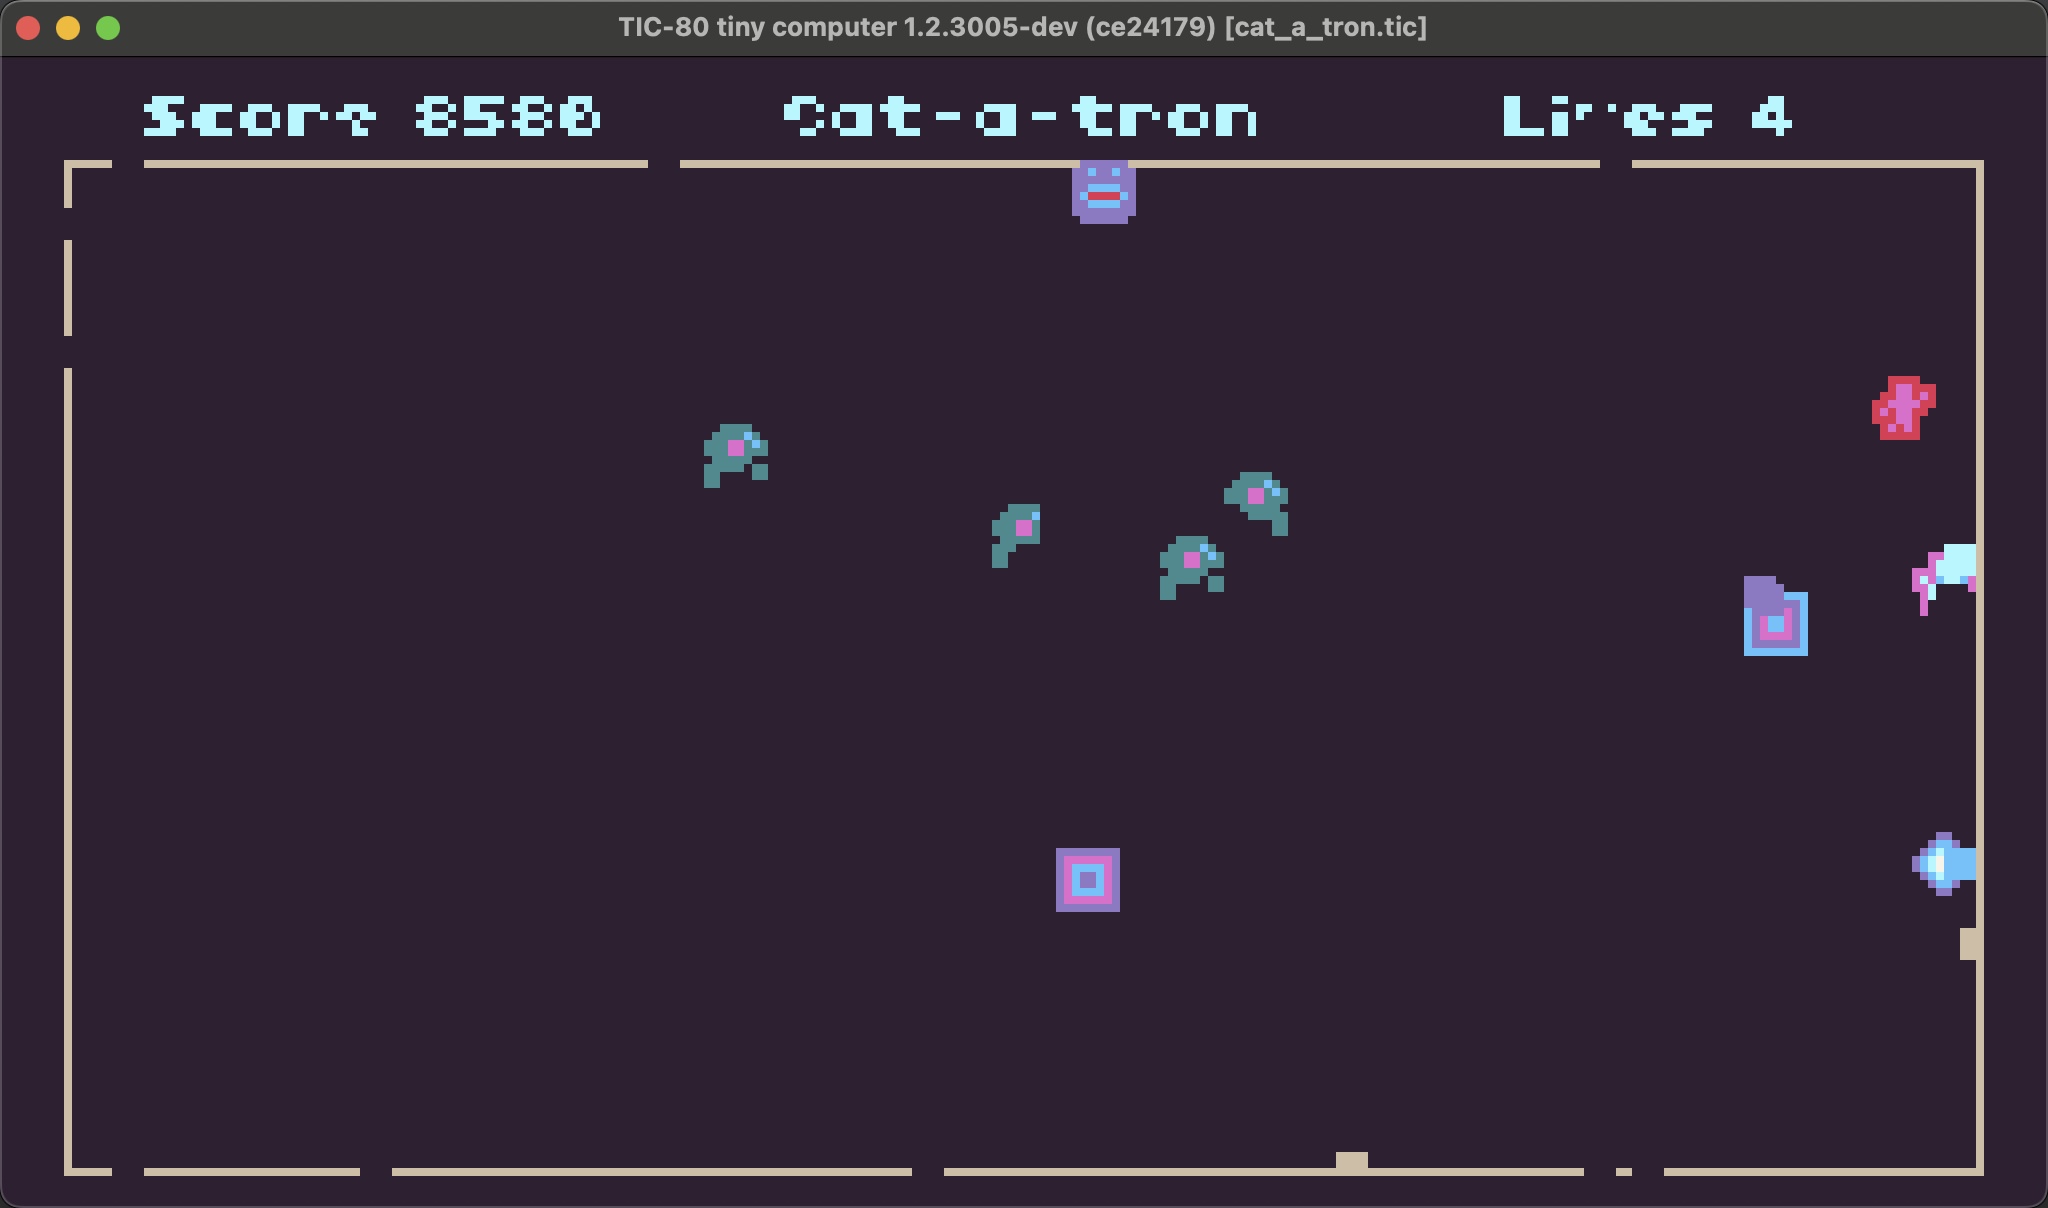 TIC-80 tiny computer 1.2.3005-dev (ce24179) [cat_a_tron.tic]
Score 8580 Cat-a-tron Lives 4